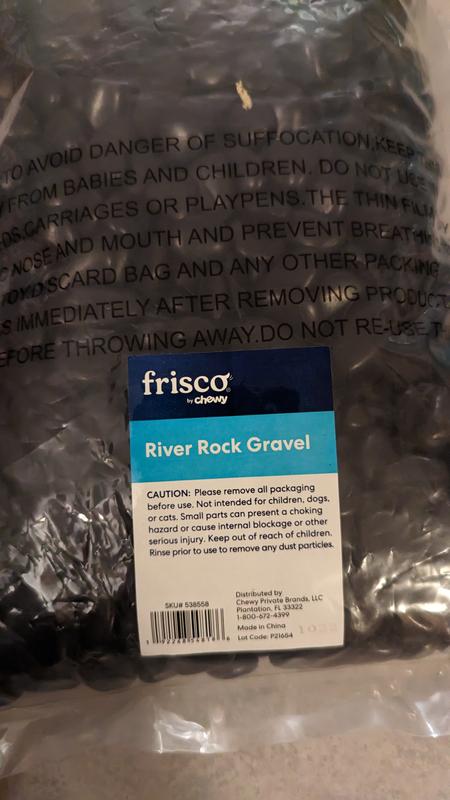 TO AVOID DANGER OF SUFFOCATION,KEEP
FROM BABIES AND CHILDREN. DO NOT USE
CARRIAGES OR PLAYPENS.THE THIN FILM
NOSE AND MOUTH AND PREVENT
DISCARD BAG AND ANY OTHER PACKING
IMMEDIATELY AFTER REMOVING PRODUCT
BEFORE THROWING AWAY.DO NOT RE-USE
frisco
by chewy
River Rock Gravel
CAUTION: Please remove all packaging
before use. Not intended for children, dogs,
or cats. Small parts can present a choking
hazard or cause internal blockage or other
serious injury. Keep out of reach of children.
Rinse prior to use to remove any dust particles.
SKU# 538558
Distributed by
Chewy Private Brands, LLC
Plantation, FL 33322
1-800-672-4399
Made in China
Lot Code: P21654